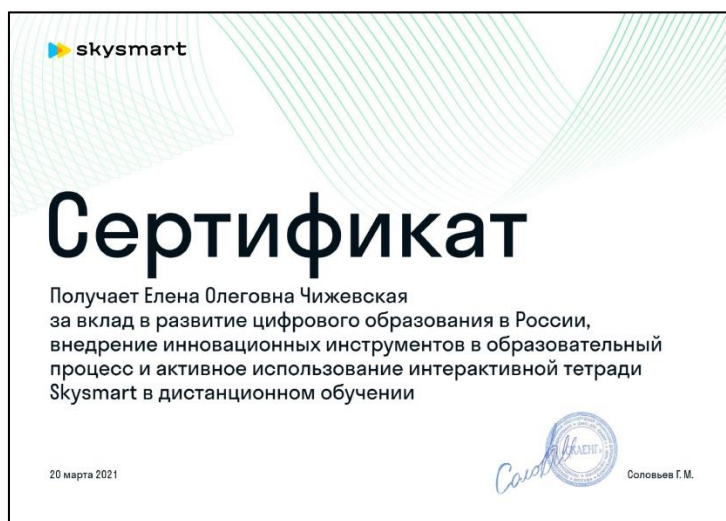 skysmart
Сертификат
Получает Елена Олеговна Чижевская
за вклад в развитие цифрового образования в России,
внедрение инновационных инструментов в образовательный
процесс и активное использование интерактивной тетради
Skysmart в дистанционном обучении
20 марта 2021
Соловьев Г. М.